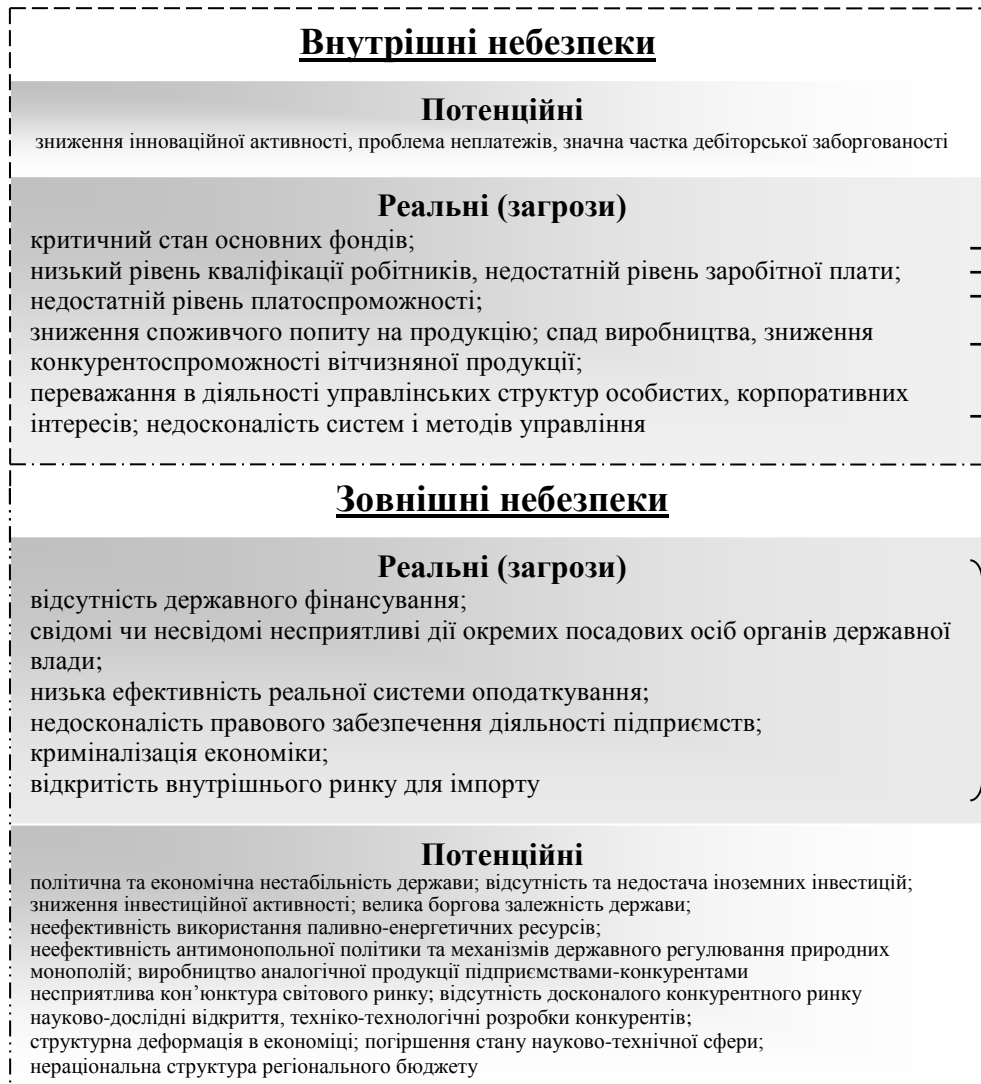 Внутрішні небезпеки
Потенційні
зниження інноваційної активності, проблема неплатежів, значна частка дебіторської заборгованості
Реальні (загрози)
критичний стан основних фондів;
низький рівень кваліфікації робітників, недостатній рівень заробітної плати;
недостатній рівень платоспроможності;
зниження споживчого попиту на продукцію; спад виробництва, зниження
конкурентоспроможності вітчизняної продукції;
переважання в діяльності управлінських структур особистих, корпоративних
інтересів; недосконалість систем і методів управління
Зовнішні небезпеки
Реальні (загрози)
відсутність державного фінансування;
свідомі чи несвідомі несприятливі дії окремих посадових осіб органів державної
влади;
низька ефективність реальної системи оподаткування;
недосконалість правового забезпечення діяльності підприємств;
криміналізація економіки;
відкритість внутрішнього ринку для імпорту
Потенційні
політична та економічна нестабільність держави; відсутність та недостача іноземних інвестицій;
зниження інвестиційної активності; велика боргова залежність держави;
неефективність використання паливно-енергетичних ресурсів;
неефективність антимонопольної політики та механізмів державного регулювання природних
монополій; виробництво аналогічної продукції підприємствами-конкурентами
несприятлива кон’юнктура світового ринку; відсутність досконалого конкурентного ринку
науково-дослідні відкриття, техніко-технологічні розробки конкурентів;
структурна деформація в економіці; погіршення стану науково-технічної сфери;
нераціональна структура регіонального бюджету